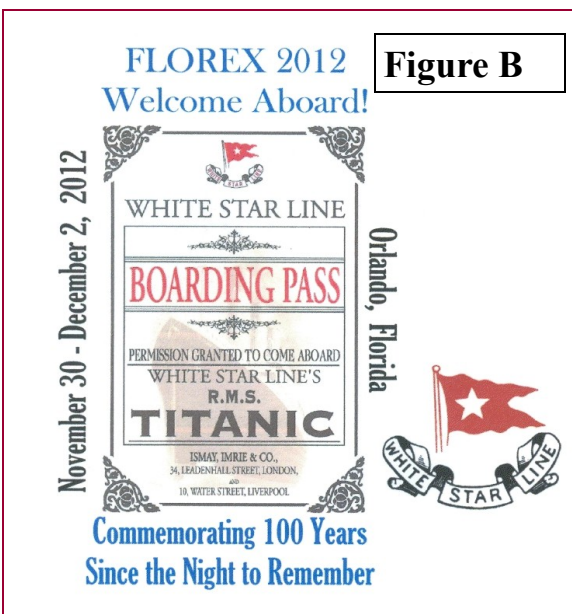 FLOREX 2012
Welcome Aboard!
Figure B
November 30 - December 2, 2012
STAR
WHITE STAR LINE
BOARDING PASS
PERMISSION GRANTED TO COME ABOARD
WHITE STAR LINE'S
R.M.S.
TITANIC
ISMAY, IMRIE & CO.,
34, LEADENHALL STREET, LONDON,
AND
10, WATER STREET, LIVERPOOL
Orlando, Florida
WHITE STAR LINE
Commemorating 100 Years
Since the Night to Remember